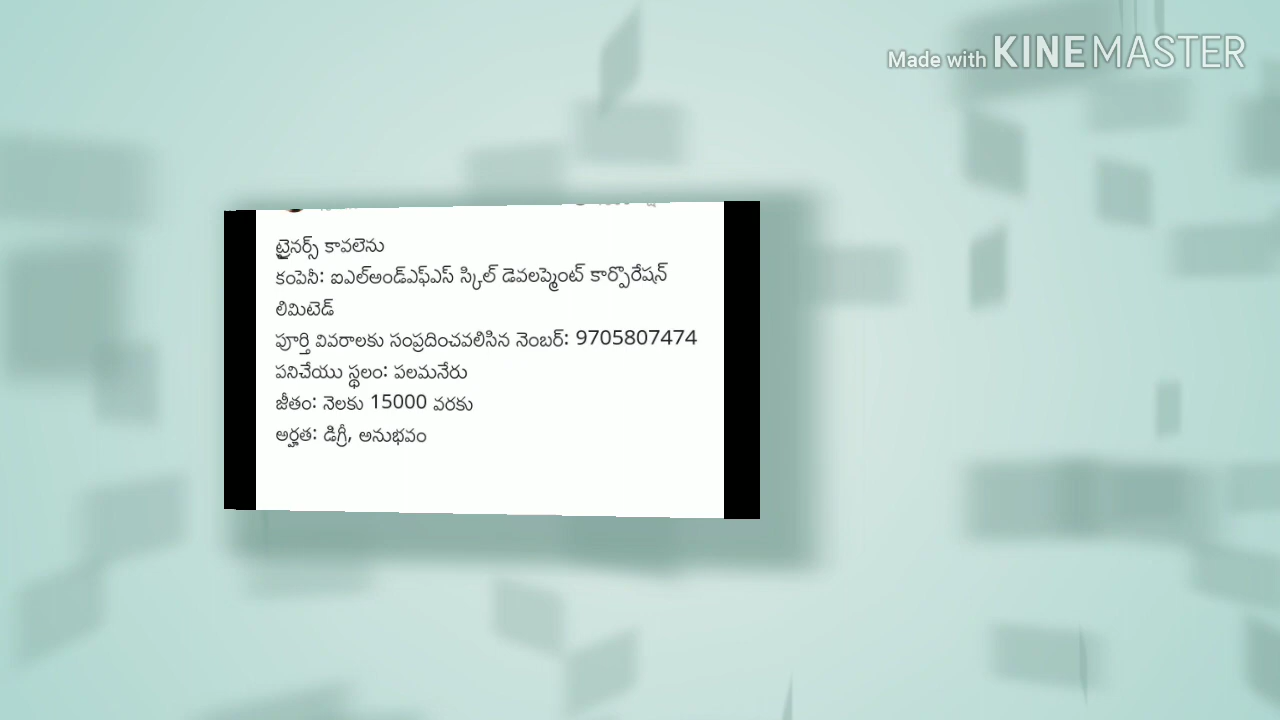 Made with KINEMASTER
ట్రైనర్స్ కావలెను
కంపెనీ: ఐఎల్అండ్ఎఫ్ఎస్ స్కిల్ డెవలప్మెంట్ కార్పొరేషన్
లిమిటెడ్
పూర్తి వివరాలకు సంప్రదించవలిసిన నెంబర్: 9705807474
పనిచేయు స్థలం: పలమనేరు
జీతం: నెలకు 15000 వరకు
అర్హత: డిగ్రీ, అనుభవం